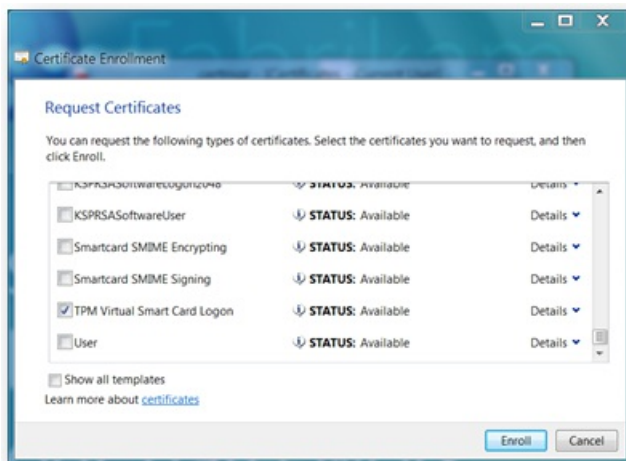 Certificate Enrollment
Request Certificates
You can request the following types of certificates. Select the certificates you want to request, and then
click Enroll.
KSPRSASoftwareLogon2048 STATUS: Available Details
KSPRSASoftwareUser STATUS: Available Details
Smartcard SMIME Encrypting STATUS: Available Details
Smartcard SMIME Signing STATUS: Available Details
TPM Virtual Smart Card Logon STATUS: Available Details
User STATUS: Available Details
Show all templates
Learn more about certificates
Enroll Cancel